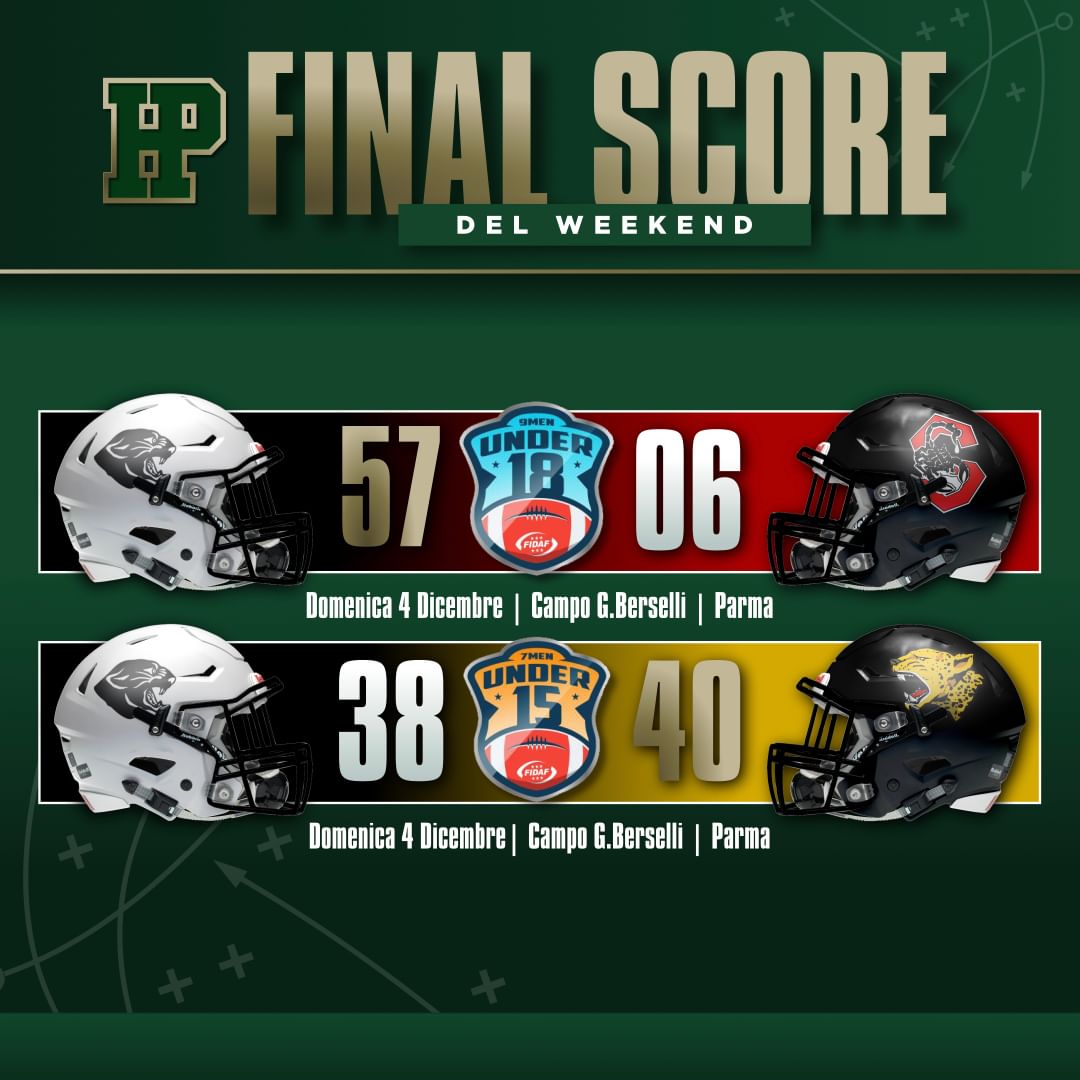 HP FINAL SCORE
DEL WEEKEND
57 9MEN UNDER 18 FIDAF 06
Domenica 4 Dicembre | Campo G.Berselli | Parma
38 7MEN UNDER 15 FIDAF 40
Domenica 4 Dicembre| Campo G.Berselli | Parma